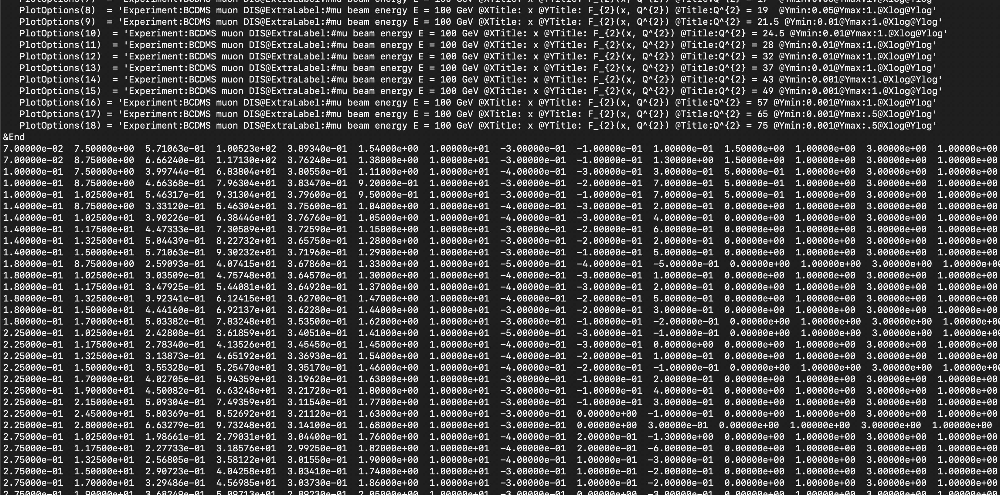 PlotOptions(8)  = 'Experiment:BCDMS muon DIS@ExtraLabel:#mu beam energy E = 100 GeV @XTitle: x @YTitle: F_{2}(x, Q^{2}) @Title:Q^{2} = 19  @Ymin:0.05@Ymax:1.@Xlog@Ylog'
PlotOptions(9)  = 'Experiment:BCDMS muon DIS@ExtraLabel:#mu beam energy E = 100 GeV @XTitle: x @YTitle: F_{2}(x, Q^{2}) @Title:Q^{2} = 21.5 @Ymin:0.01@Ymax:1.@Xlog@Ylog'
PlotOptions(10)  = 'Experiment:BCDMS muon DIS@ExtraLabel:#mu beam energy E = 100 GeV @XTitle: x @YTitle: F_{2}(x, Q^{2}) @Title:Q^{2} = 24.5 @Ymin:0.01@Ymax:1.@Xlog@Ylog'
PlotOptions(11)  = 'Experiment:BCDMS muon DIS@ExtraLabel:#mu beam energy E = 100 GeV @XTitle: x @YTitle: F_{2}(x, Q^{2}) @Title:Q^{2} = 28 @Ymin:0.01@Ymax:1.@Xlog@Ylog'
PlotOptions(12)  = 'Experiment:BCDMS muon DIS@ExtraLabel:#mu beam energy E = 100 GeV @XTitle: x @YTitle: F_{2}(x, Q^{2}) @Title:Q^{2} = 32 @Ymin:0.01@Ymax:1.@Xlog@Ylog'
PlotOptions(13)  = 'Experiment:BCDMS muon DIS@ExtraLabel:#mu beam energy E = 100 GeV @XTitle: x @YTitle: F_{2}(x, Q^{2}) @Title:Q^{2} = 37 @Ymin:0.01@Ymax:1.@Xlog@Ylog'
PlotOptions(14)  = 'Experiment:BCDMS muon DIS@ExtraLabel:#mu beam energy E = 100 GeV @XTitle: x @YTitle: F_{2}(x, Q^{2}) @Title:Q^{2} = 43 @Ymin:0.001@Ymax:1.@Xlog@Ylog'
PlotOptions(15)  = 'Experiment:BCDMS muon DIS@ExtraLabel:#mu beam energy E = 100 GeV @XTitle: x @YTitle: F_{2}(x, Q^{2}) @Title:Q^{2} = 49 @Ymin:0.001@Ymax:1.@Xlog@Ylog'
PlotOptions(16) = 'Experiment:BCDMS muon DIS@ExtraLabel:#mu beam energy E = 100 GeV @XTitle: x @YTitle: F_{2}(x, Q^{2}) @Title:Q^{2} = 57 @Ymin:0.001@Ymax:1.@Xlog@Ylog'
PlotOptions(17) = 'Experiment:BCDMS muon DIS@ExtraLabel:#mu beam energy E = 100 GeV @XTitle: x @YTitle: F_{2}(x, Q^{2}) @Title:Q^{2} = 65 @Ymin:0.001@Ymax:.5@Xlog@Ylog'
PlotOptions(18) = 'Experiment:BCDMS muon DIS@ExtraLabel:#mu beam energy E = 100 GeV @XTitle: x @YTitle: F_{2}(x, Q^{2}) @Title:Q^{2} = 75 @Ymin:0.001@Ymax:.5@Xlog@Ylog'
&End
7.00000e-02  7.50000e+00  5.71063e-01  1.00523e+02  3.89340e-01  1.54000e+00  1.00000e+01  -3.00000e-01  -1.00000e-01  1.00000e-01  1.50000e+00  1.00000e+00  3.00000e+00  1.00000e+00
7.00000e-02  8.75000e+00  6.66240e-01  1.17130e+02  3.76240e-01  1.38000e+00  1.00000e+01  -3.00000e-01  -1.00000e-01  1.30000e+00  1.50000e+00  1.00000e+00  3.00000e+00  1.00000e+00
1.00000e-01  7.50000e+00  3.99744e-01  6.83804e+01  3.80550e-01  1.11000e+00  1.00000e+01  -4.00000e-01  -3.00000e-01  3.00000e-01  5.00000e-01  1.00000e+00  3.00000e+00  1.00000e+00
1.00000e-01  8.75000e+00  4.66368e-01  7.96304e+01  3.83470e-01  9.20000e-01  1.00000e+01  -3.00000e-01  -2.00000e-01  7.00000e-01  5.00000e-01  1.00000e+00  3.00000e+00  1.00000e+00
1.00000e-01  1.02500e+01  5.46317e-01  9.31304e+01  3.79600e-01  9.50000e-01  1.00000e+01  -3.00000e-01  -1.00000e-01  7.00000e-01  5.00000e-01  1.00000e+00  3.00000e+00  1.00000e+00
1.40000e-01  8.75000e+00  3.33120e-01  5.46304e+01  3.75600e-01  1.04000e+00  1.00000e+01  -4.00000e-01  -3.00000e-01  2.00000e-01  0.00000e+00  1.00000e+00  3.00000e+00  1.00000e+00
1.40000e-01  1.02500e+01  3.90226e-01  6.38446e+01  3.76760e-01  1.05000e+00  1.00000e+01  -4.00000e-01  -3.00000e-01  4.00000e-01  0.00000e+00  1.00000e+00  3.00000e+00  1.00000e+00
1.40000e-01  1.17500e+01  4.47333e-01  7.30589e+01  3.72590e-01  1.15000e+00  1.00000e+01  -3.00000e-01  -2.00000e-01  6.00000e-01  0.00000e+00  1.00000e+00  3.00000e+00  1.00000e+00
1.40000e-01  1.32500e+01  5.04439e-01  8.22732e+01  3.65750e-01  1.28000e+00  1.00000e+01  -3.00000e-01  -2.00000e-01  2.00000e-01  0.00000e+00  1.00000e+00  3.00000e+00  1.00000e+00
1.40000e-01  1.50000e+01  5.71063e-01  9.30232e+01  3.71960e-01  1.29000e+00  1.00000e+01  -3.00000e-01  -1.00000e-01  5.00000e-01  0.00000e+00  1.00000e+00  3.00000e+00  1.00000e+00
1.80000e-01  8.75000e+00  2.59093e-01  4.07415e+01  3.67860e-01  1.33000e+00  1.00000e+01  -5.00000e-01  -4.00000e-01  -5.00000e-01  0.00000e+00  1.00000e+00  3.00000e+00
1.80000e-01  1.02500e+01  3.03509e-01  4.75748e+01  3.64570e-01  1.30000e+00  1.00000e+01  -4.00000e-01  -3.00000e-01  1.00000e-01  0.00000e+00  1.00000e+00  3.00000e+00  1.00000e+00
1.80000e-01  1.17500e+01  3.47925e-01  5.44081e+01  3.64920e-01  1.37000e+00  1.00000e+01  -4.00000e-01  -3.00000e-01  2.00000e-01  0.00000e+00  1.00000e+00  3.00000e+00  1.00000e+00
1.80000e-01  1.32500e+01  3.92341e-01  6.12415e+01  3.62700e-01  1.47000e+00  1.00000e+01  -4.00000e-01  -2.00000e-01  5.00000e-01  0.00000e+00  1.00000e+00  3.00000e+00  1.00000e+00
1.80000e-01  1.50000e+01  4.44160e-01  6.92137e+01  3.62280e-01  1.44000e+00  1.00000e+01  -3.00000e-01  -2.00000e-01  3.00000e-01  0.00000e+00  1.00000e+00  3.00000e+00  1.00000e+00
1.80000e-01  1.70000e+01  5.03382e-01  7.83248e+01  3.53500e-01  1.62000e+00  1.00000e+01  -3.00000e-01  -1.00000e-01  -2.00000e-01  0.00000e+00  1.00000e+00  3.00000e+00
2.25000e-01  1.02500e+01  2.42808e-01  3.61859e+01  3.40510e-01  1.41000e+00  1.00000e+01  -5.00000e-01  -3.00000e-01  -1.00000e-01  0.00000e+00  1.00000e+00  3.00000e+00
2.25000e-01  1.17500e+01  2.78340e-01  4.13526e+01  3.45450e-01  1.45000e+00  1.00000e+01  -4.00000e-01  -3.00000e-01  0.00000e+00  0.00000e+00  1.00000e+00  3.00000e+00  1.00000e+00
2.25000e-01  1.32500e+01  3.13873e-01  4.65192e+01  3.36930e-01  1.54000e+00  1.00000e+01  -4.00000e-01  -2.00000e-01  1.00000e-01  0.00000e+00  1.00000e+00  3.00000e+00  1.00000e+00
2.25000e-01  1.50000e+01  3.55328e-01  5.25470e+01  3.35170e-01  1.46000e+00  1.00000e+01  -4.00000e-01  -2.00000e-01  -1.00000e-01  0.00000e+00  1.00000e+00  3.00000e+00
2.25000e-01  1.70000e+01  4.02705e-01  5.94359e+01  3.19620e-01  1.63000e+00  1.00000e+01  -3.00000e-01  -1.00000e-01  2.00000e-01  0.00000e+00  1.00000e+00  3.00000e+00  1.00000e+00
2.25000e-01  1.90000e+01  4.50082e-01  6.63248e+01  3.21720e-01  1.80000e+00  1.00000e+01  -3.00000e-01  -1.00000e-01  4.00000e-01  0.00000e+00  1.00000e+00  3.00000e+00  1.00000e+00
2.25000e-01  2.15000e+01  5.09304e-01  7.49359e+01  3.11540e-01  1.77000e+00  1.00000e+01  -3.00000e-01  -1.00000e-01  3.00000e-01  0.00000e+00  1.00000e+00  3.00000e+00  1.00000e+00
2.25000e-01  2.45000e+01  5.80369e-01  8.52692e+01  3.21120e-01  1.63000e+00  1.00000e+01  -3.00000e-01  0.00000e+00  -1.00000e-01  0.00000e+00  1.00000e+00  3.00000e+00  1.00000e+00
2.25000e-01  2.80000e+01  6.63279e-01  9.73248e+01  3.14100e-01  1.68000e+00  1.00000e+01  -3.00000e-01  0.00000e+00  3.00000e-01  0.00000e+00  1.00000e+00  3.00000e+00  1.00000e+00
2.75000e-01  1.02500e+01  1.98661e-01  2.79031e+01  3.04400e-01  1.76000e+00  1.00000e+01  -4.00000e-01  2.00000e-01  -1.30000e+00  0.00000e+00  1.00000e+00  3.00000e+00  1.00000e+00
2.75000e-01  1.17500e+01  2.27733e-01  3.18576e+01  2.99250e-01  1.82000e+00  1.00000e+01  -4.00000e-01  2.00000e-01  -6.00000e-01  0.00000e+00  1.00000e+00  3.00000e+00  1.00000e+00
2.75000e-01  1.32500e+01  2.56805e-01  3.58122e+01  3.01550e-01  1.90000e+00  1.00000e+01  -4.00000e-01  1.00000e-01  -3.00000e-01  0.00000e+00  1.00000e+00  3.00000e+00  1.00000e+00
2.75000e-01  1.50000e+01  2.90723e-01  4.04258e+01  3.03410e-01  1.74000e+00  1.00000e+01  -3.00000e-01  1.00000e-01  -2.00000e-01  0.00000e+00  1.00000e+00  3.00000e+00  1.00000e+00
2.75000e-01  1.70000e+01  3.29486e-01  4.56985e+01  3.03730e-01  1.86000e+00  1.00000e+01  -3.00000e-01  1.00000e-01  -2.00000e-01  0.00000e+00  1.00000e+00  3.00000e+00  1.00000e+00